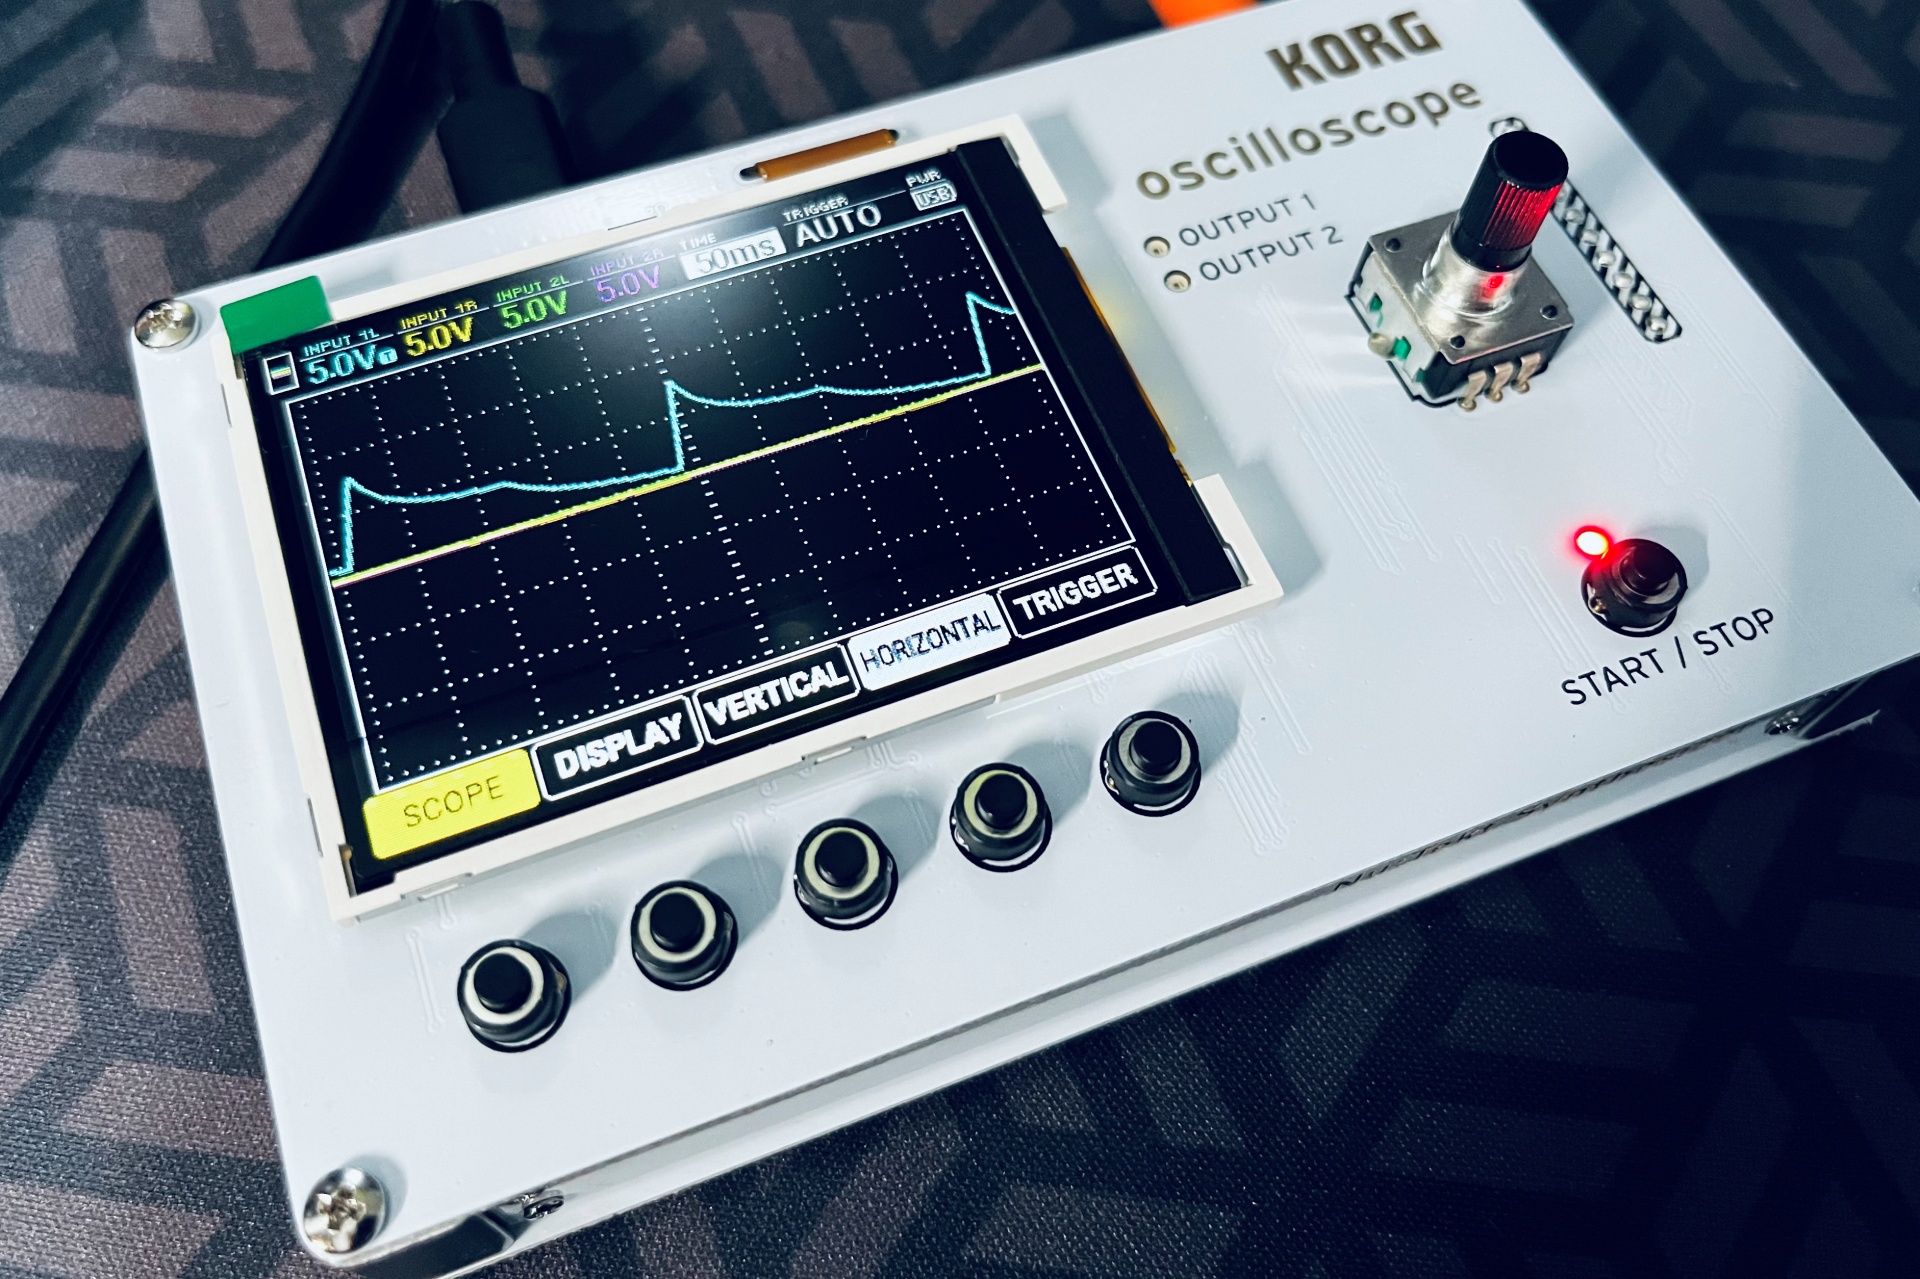 KORG
oscilloscope
OUTPUT 1
OUTPUT 2
INPUT 1L
5.0V T
INPUT 1R
5.0V
INPUT 2L
5.0V
INPUT 2R
5.0V
TIME
50ms
TRIGGER
AUTO
PWR
USB
SCOPE
DISPLAY
VERTICAL
HORIZONTAL
TRIGGER
START / STOP